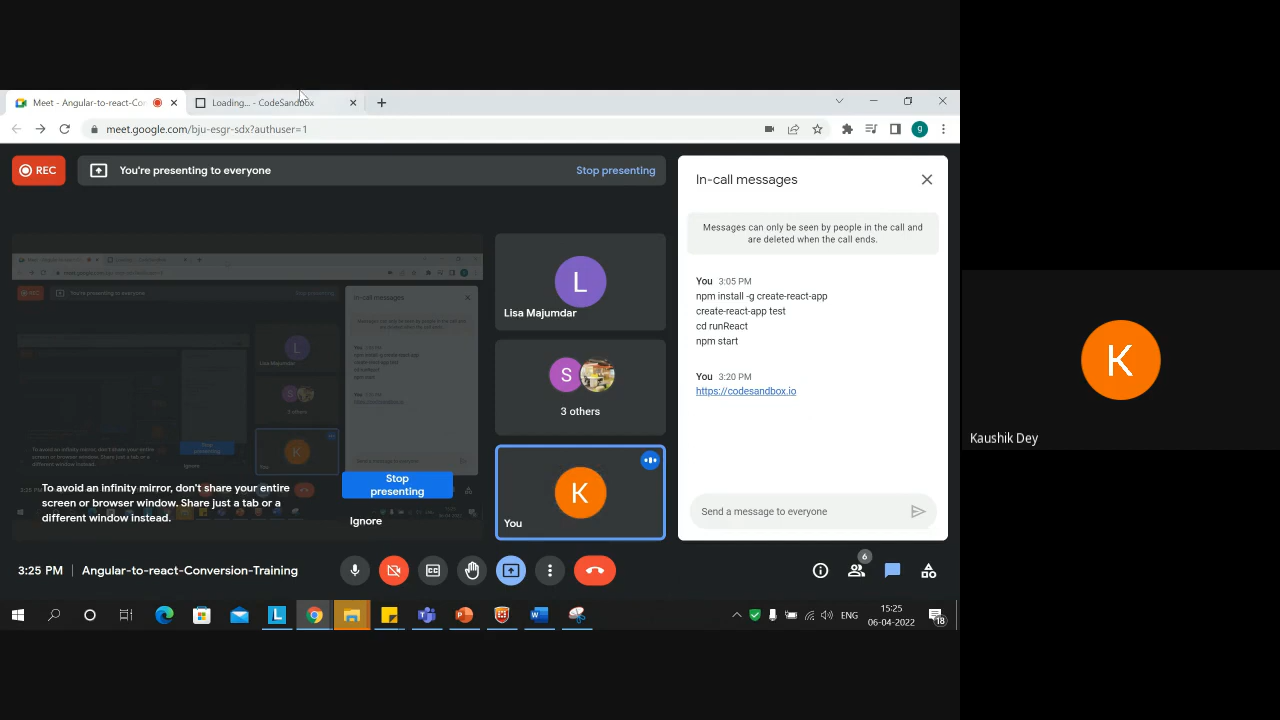 Meet - Angular-to-react-Con
Loading... - CodeSandbox
meet.google.com/bju-esgr-sdx?authuser=1
g
REC
You're presenting to everyone
Stop presenting
In-call messages
Messages can only be seen by people in the call and
are deleted when the call ends.
You 3:05 PM
npm install -g create-react-app
create-react-app test
cd runReact
npm start
You 3:20 PM
https://codesandbox.io
Send a message to everyone
L
Lisa Majumdar
S
3 others
K
You
To avoid an infinity mirror, don't share your entire
screen or browser window. Share just a tab or a
different window instead.
Stop
presenting
Ignore
3:25 PM
Angular-to-react-Conversion-Training
6
L
ENG
15:25
06-04-2022
18
K
Kaushik Dey